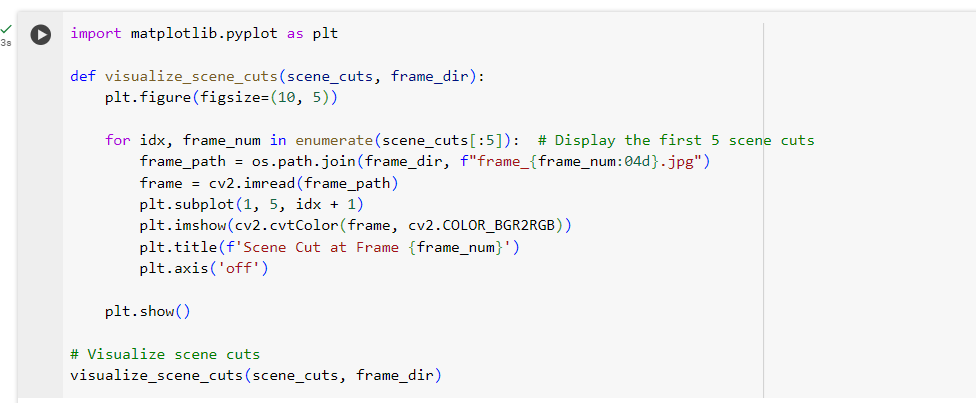 3s
import matplotlib.pyplot as plt
def visualize_scene_cuts(scene_cuts, frame_dir):
    plt.figure(figsize=(10, 5))
    for idx, frame_num in enumerate(scene_cuts[:5]):  # Display the first 5 scene cuts
        frame_path = os.path.join(frame_dir, f"frame_{frame_num:04d}.jpg")
        frame = cv2.imread(frame_path)
        plt.subplot(1, 5, idx + 1)
        plt.imshow(cv2.cvtColor(frame, cv2.COLOR_BGR2RGB))
        plt.title(f'Scene Cut at Frame {frame_num}')
        plt.axis('off')
    plt.show()
# Visualize scene cuts
visualize_scene_cuts(scene_cuts, frame_dir)